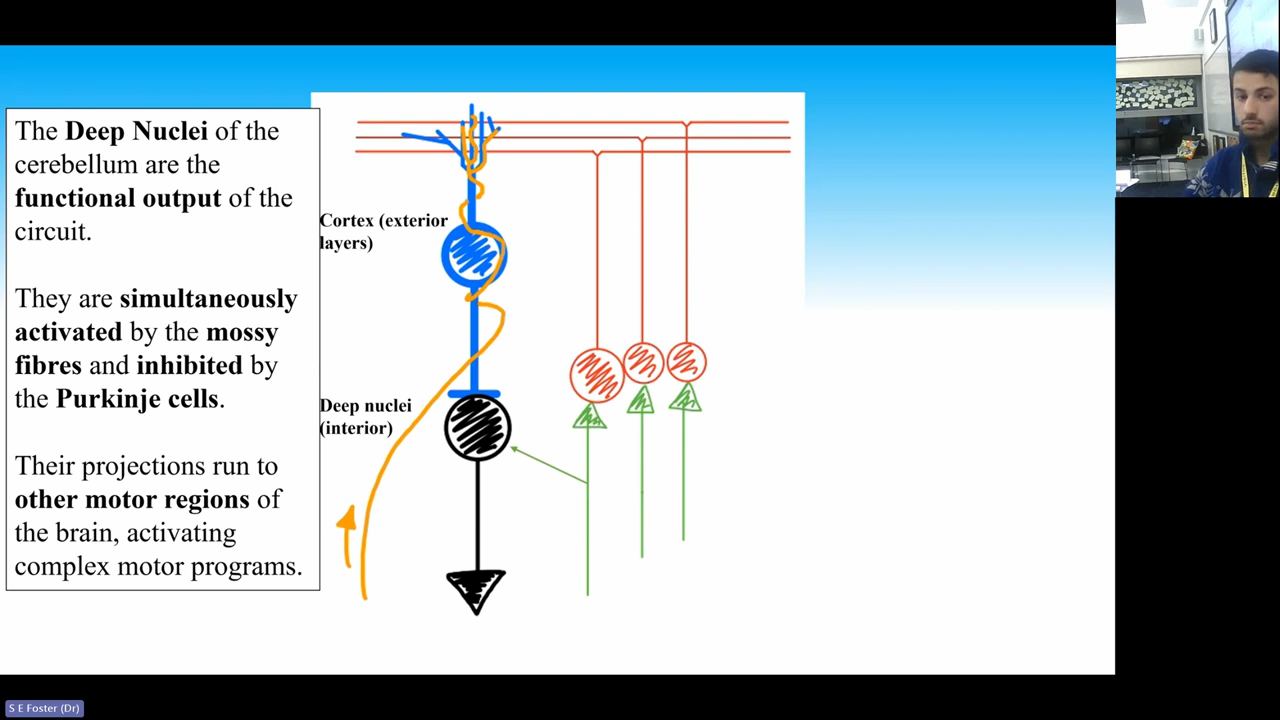 The Deep Nuclei of the
cerebellum are the
functional output of the
circuit.
They are simultaneously
activated by the mossy
fibres and inhibited by
the Purkinje cells.
Their projections run to
other motor regions of
the brain, activating
complex motor programs.
Cortex (exterior
layers)
Deep nuclei
(interior)
S E Foster (Dr)